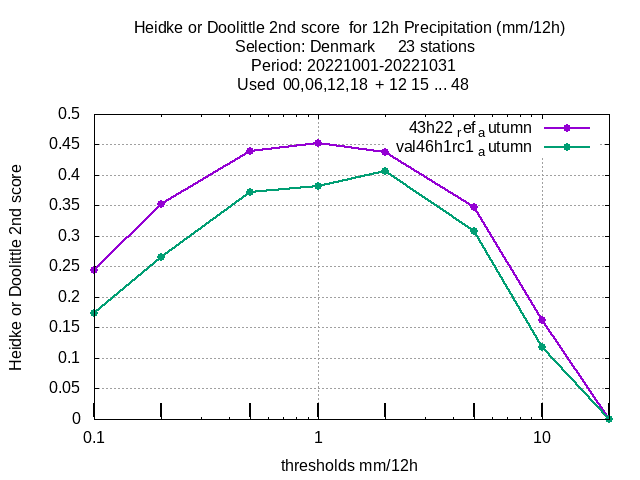 Heidke or Doolittle 2nd score for 12h Precipitation (mm/12h)
Selection: Denmark 23 stations
Period: 20221001-20221031
Used 00,06,12,18 + 12 15 ... 48
43h22refautumn
val46h1rc1autumn
Heidke or Doolittle 2nd score
0.5
0.45
0.4
0.35
0.3
0.25
0.2
0.15
0.1
0.05
0
0.1 1 10
thresholds mm/12h